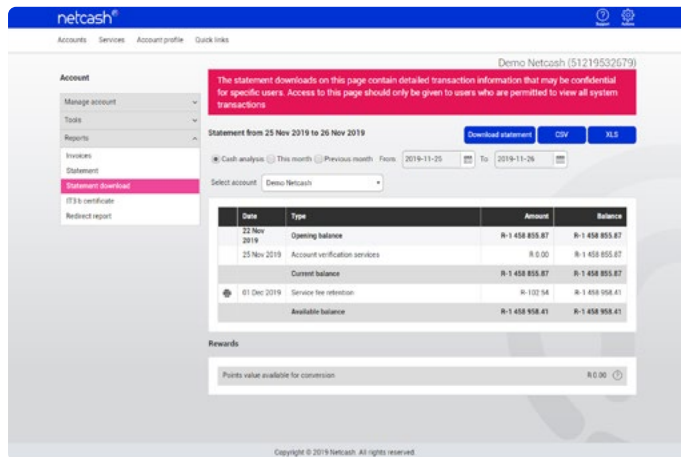 netcash
Support
Actions
Accounts Services Account profile Quick links
Demo Netcash (51219532679)
Account
Manage account
Tools
Reports
Invoices
Statement
Statement download
IT3 b certificate
Redirect report
The statement downloads on this page contain detailed transaction information that may be confidential
for specific users. Access to this page should only be given to users who are permitted to view all system
transactions
Statement from 25 Nov 2019 to 26 Nov 2019
Download statement CSV XLS
Cash analysis This month Previous month From 2019-11-25 To 2019-11-26
Select account Demo Netcash
Date Type Amount Balance
22 Nov 2019 Opening balance R-1 458 855.87 R-1 458 855.87
25 Nov 2019 Account verification services R 0.00 R-1 458 855.87
Current balance R-1 458 855.87 R-1 458 855.87
01 Dec 2019 Service fee retention R-102.54 R-1 458 958.41
Available balance R-1 458 958.41 R-1 458 958.41
Rewards
Points value available for conversion R 0.00
Copyright © 2019 Netcash. All rights reserved.